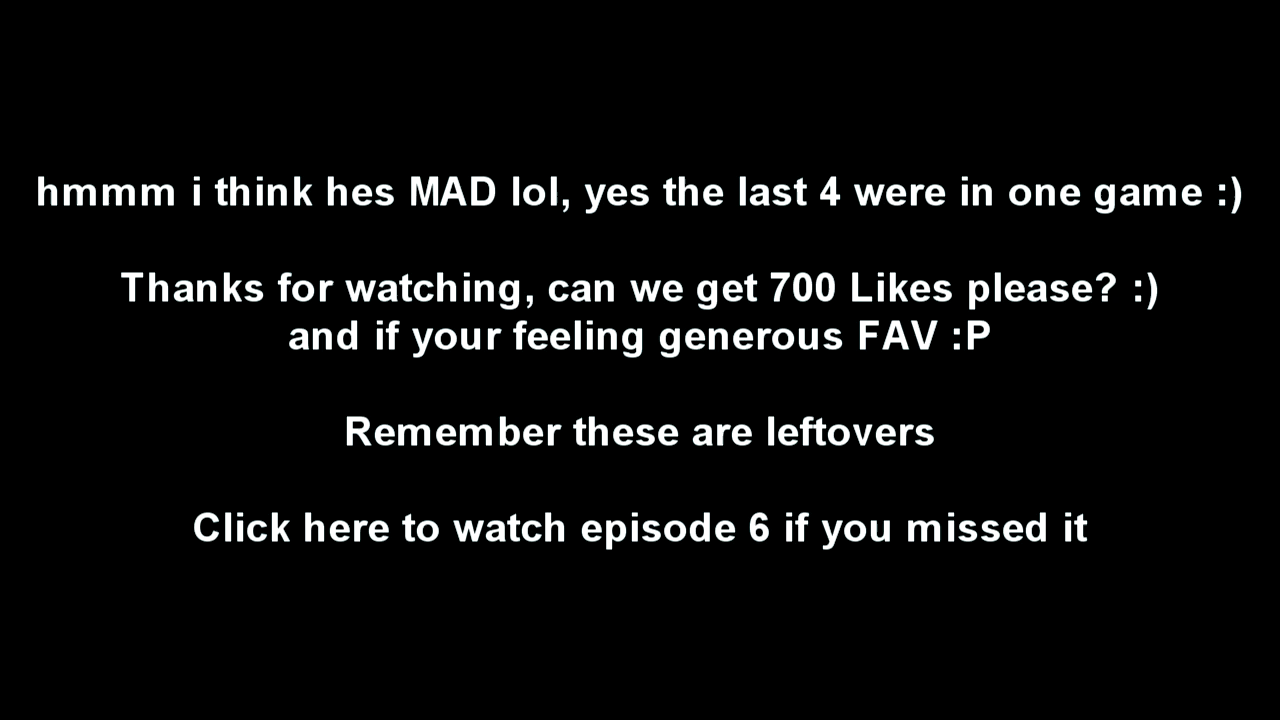 hmmm i think hes MAD lol, yes the last 4 were in one game :)
Thanks for watching, can we get 700 Likes please? :)
and if your feeling generous FAV :P
Remember these are leftovers
Click here to watch episode 6 if you missed it